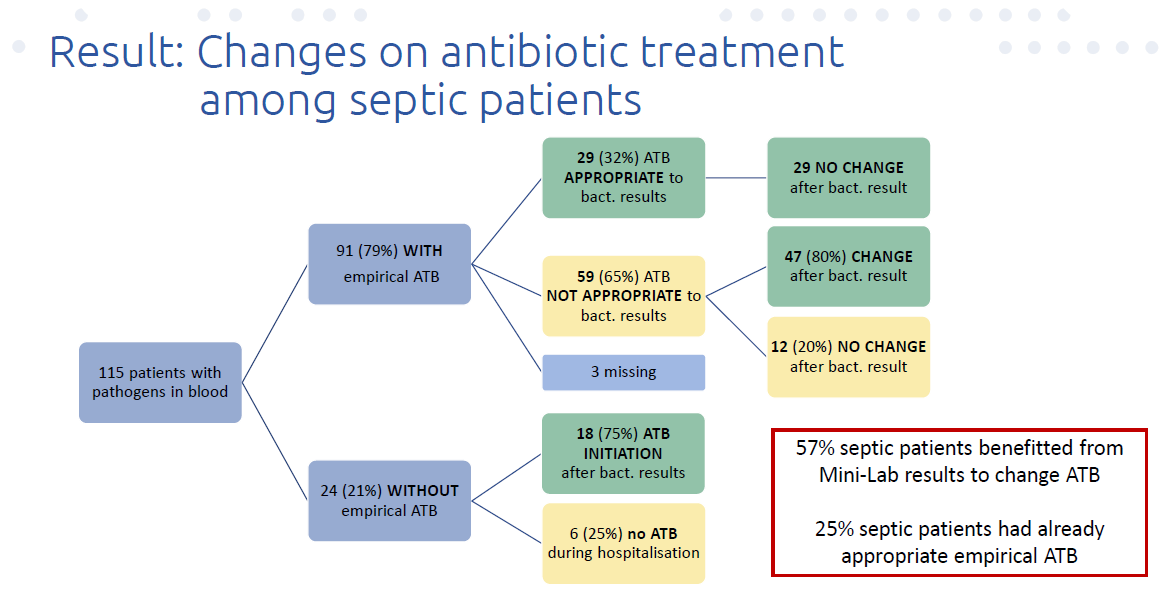 Result: Changes on antibiotic treatment
among septic patients
115 patients with
pathogens in blood
91 (79%) WITH
empirical ATB
24 (21%) WITHOUT
empirical ATB
29 (32%) ATB
APPROPRIATE to
bact. results
59 (65%) ATB
NOT APPROPRIATE to
bact. results
3 missing
18 (75%) ATB
INITIATION
after bact. results
6 (25%) no ATB
during hospitalisation
29 NO CHANGE
after bact. result
47 (80%) CHANGE
after bact. result
12 (20%) NO CHANGE
after bact. result
57% septic patients benefitted from
Mini-Lab results to change ATB
25% septic patients had already
appropriate empirical ATB